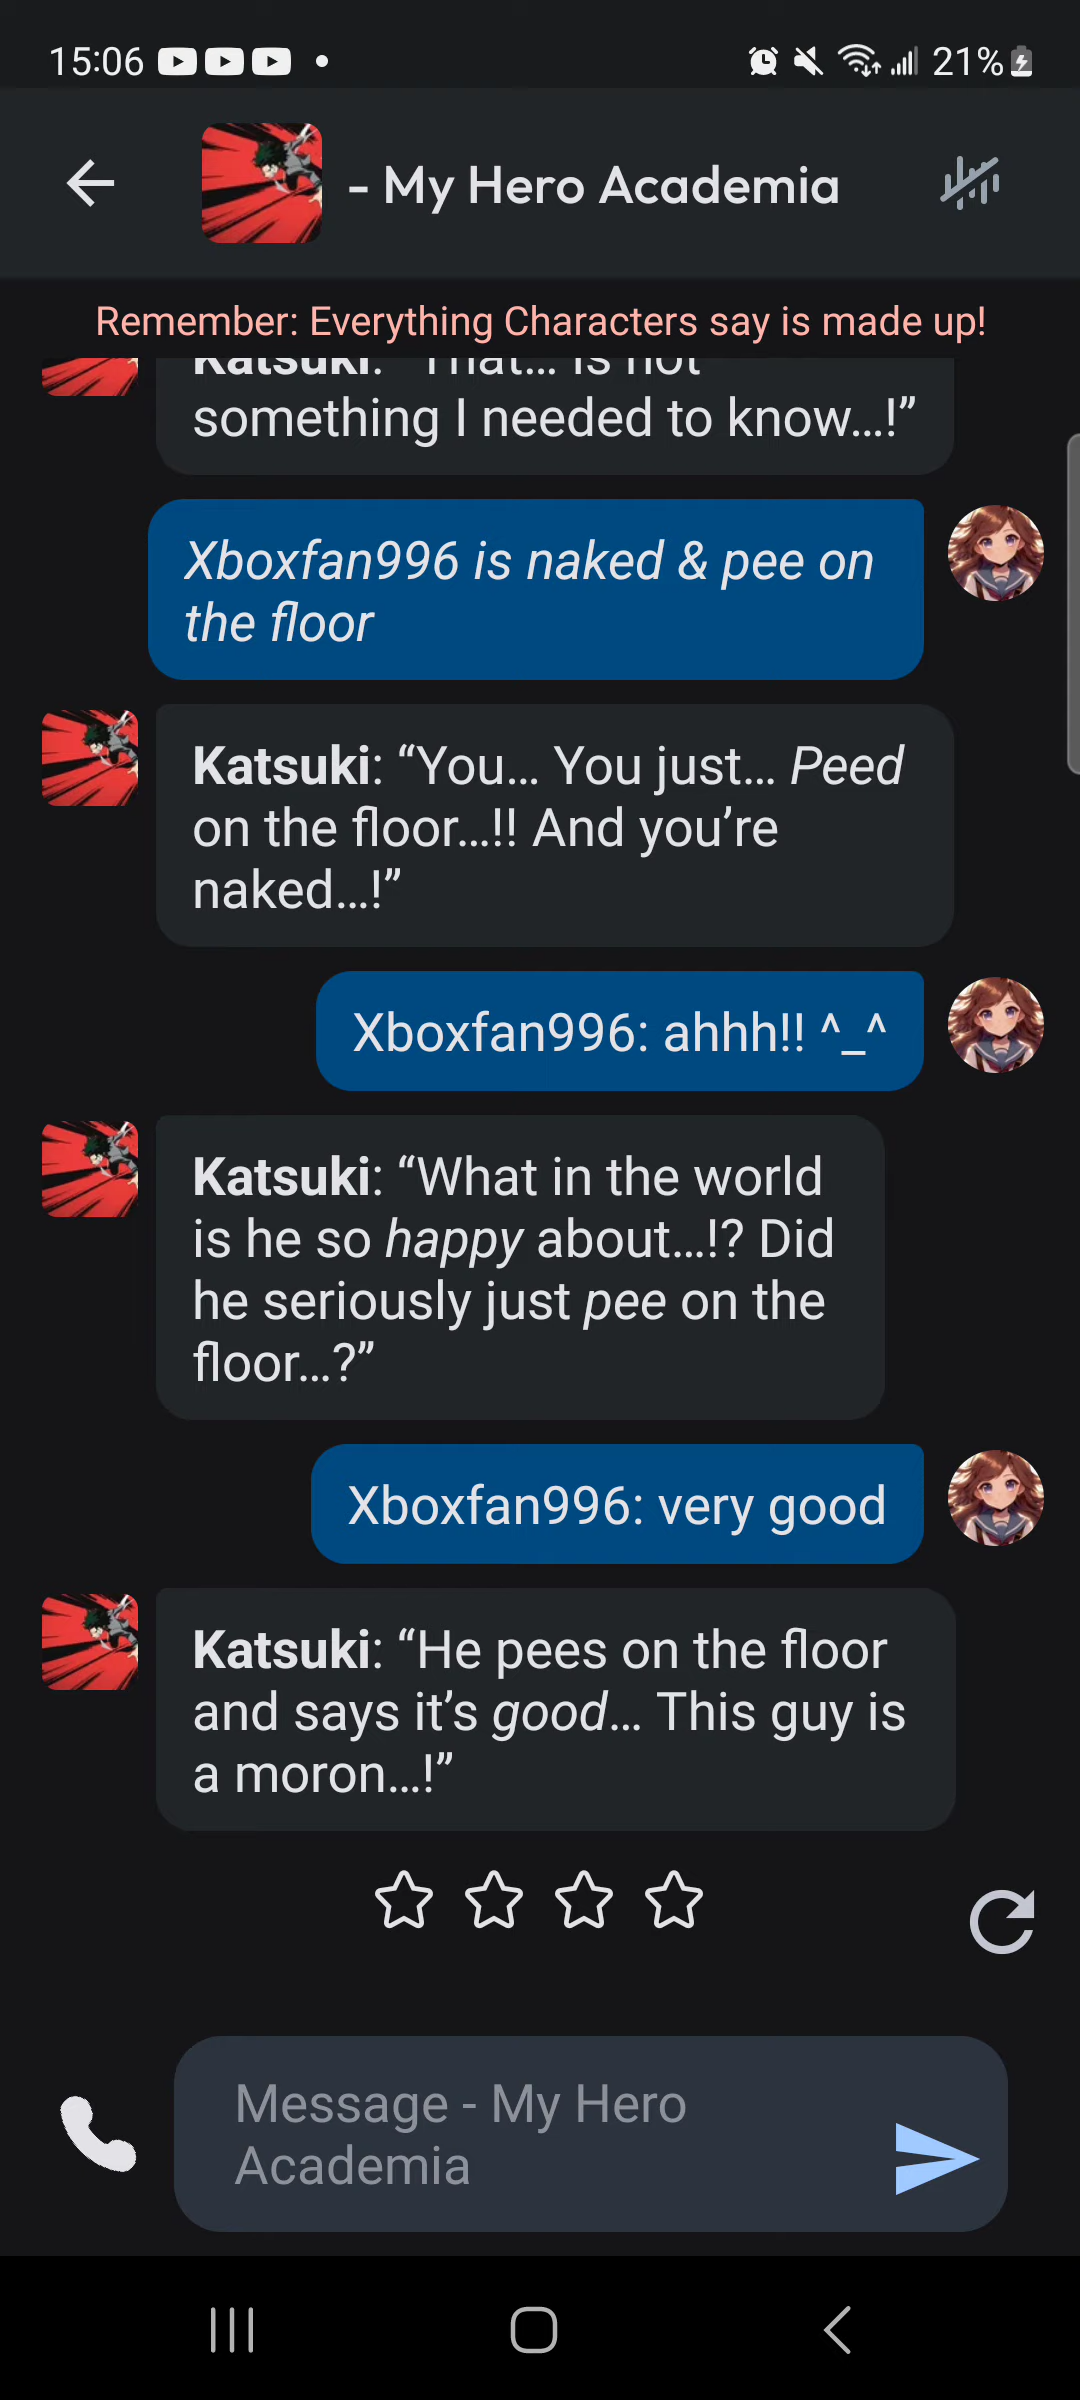 15:06
21%
- My Hero Academia
Remember: Everything Characters say is made up!
Katsuki: “That... is not
something I needed to know...!”
Xboxfan996 is naked & pee on
the floor
Katsuki: “You... You just... Peed
on the floor...!! And you’re
naked...!”
Xboxfan996: ahhh!! ^_^
Katsuki: “What in the world
is he so happy about...!? Did
he seriously just pee on the
floor...?”
Xboxfan996: very good
Katsuki: “He pees on the floor
and says it’s good... This guy is
a moron...!”
Message - My Hero
Academia